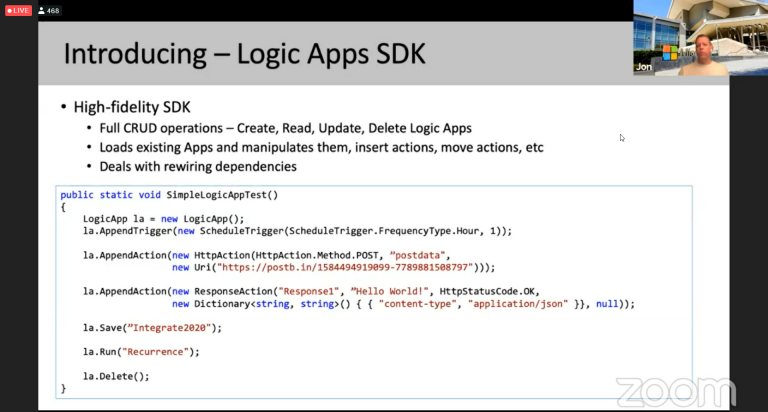 LIVE 468
Introducing – Logic Apps SDK
Jon
• High-fidelity SDK
• Full CRUD operations – Create, Read, Update, Delete Logic Apps
• Loads existing Apps and manipulates them, insert actions, move actions, etc
• Deals with rewiring dependencies
public static void SimpleLogicAppTest()
{
LogicApp la = new LogicApp();
la.AppendTrigger(new ScheduleTrigger(ScheduleTrigger.FrequencyType.Hour, 1));
la.AppendAction(new HttpAction(HttpAction.Method.POST, "postdata",
new Uri("https://postb.in/1584494919099-7789881508797")));
la.AppendAction(new ResponseAction("Response1", "Hello World!", HttpStatusCode.OK,
new Dictionary<string, string>() { { "content-type", "application/json" }}, null));
la.Save("Integrate2020");
la.Run("Recurrence");
la.Delete();
}
zoom